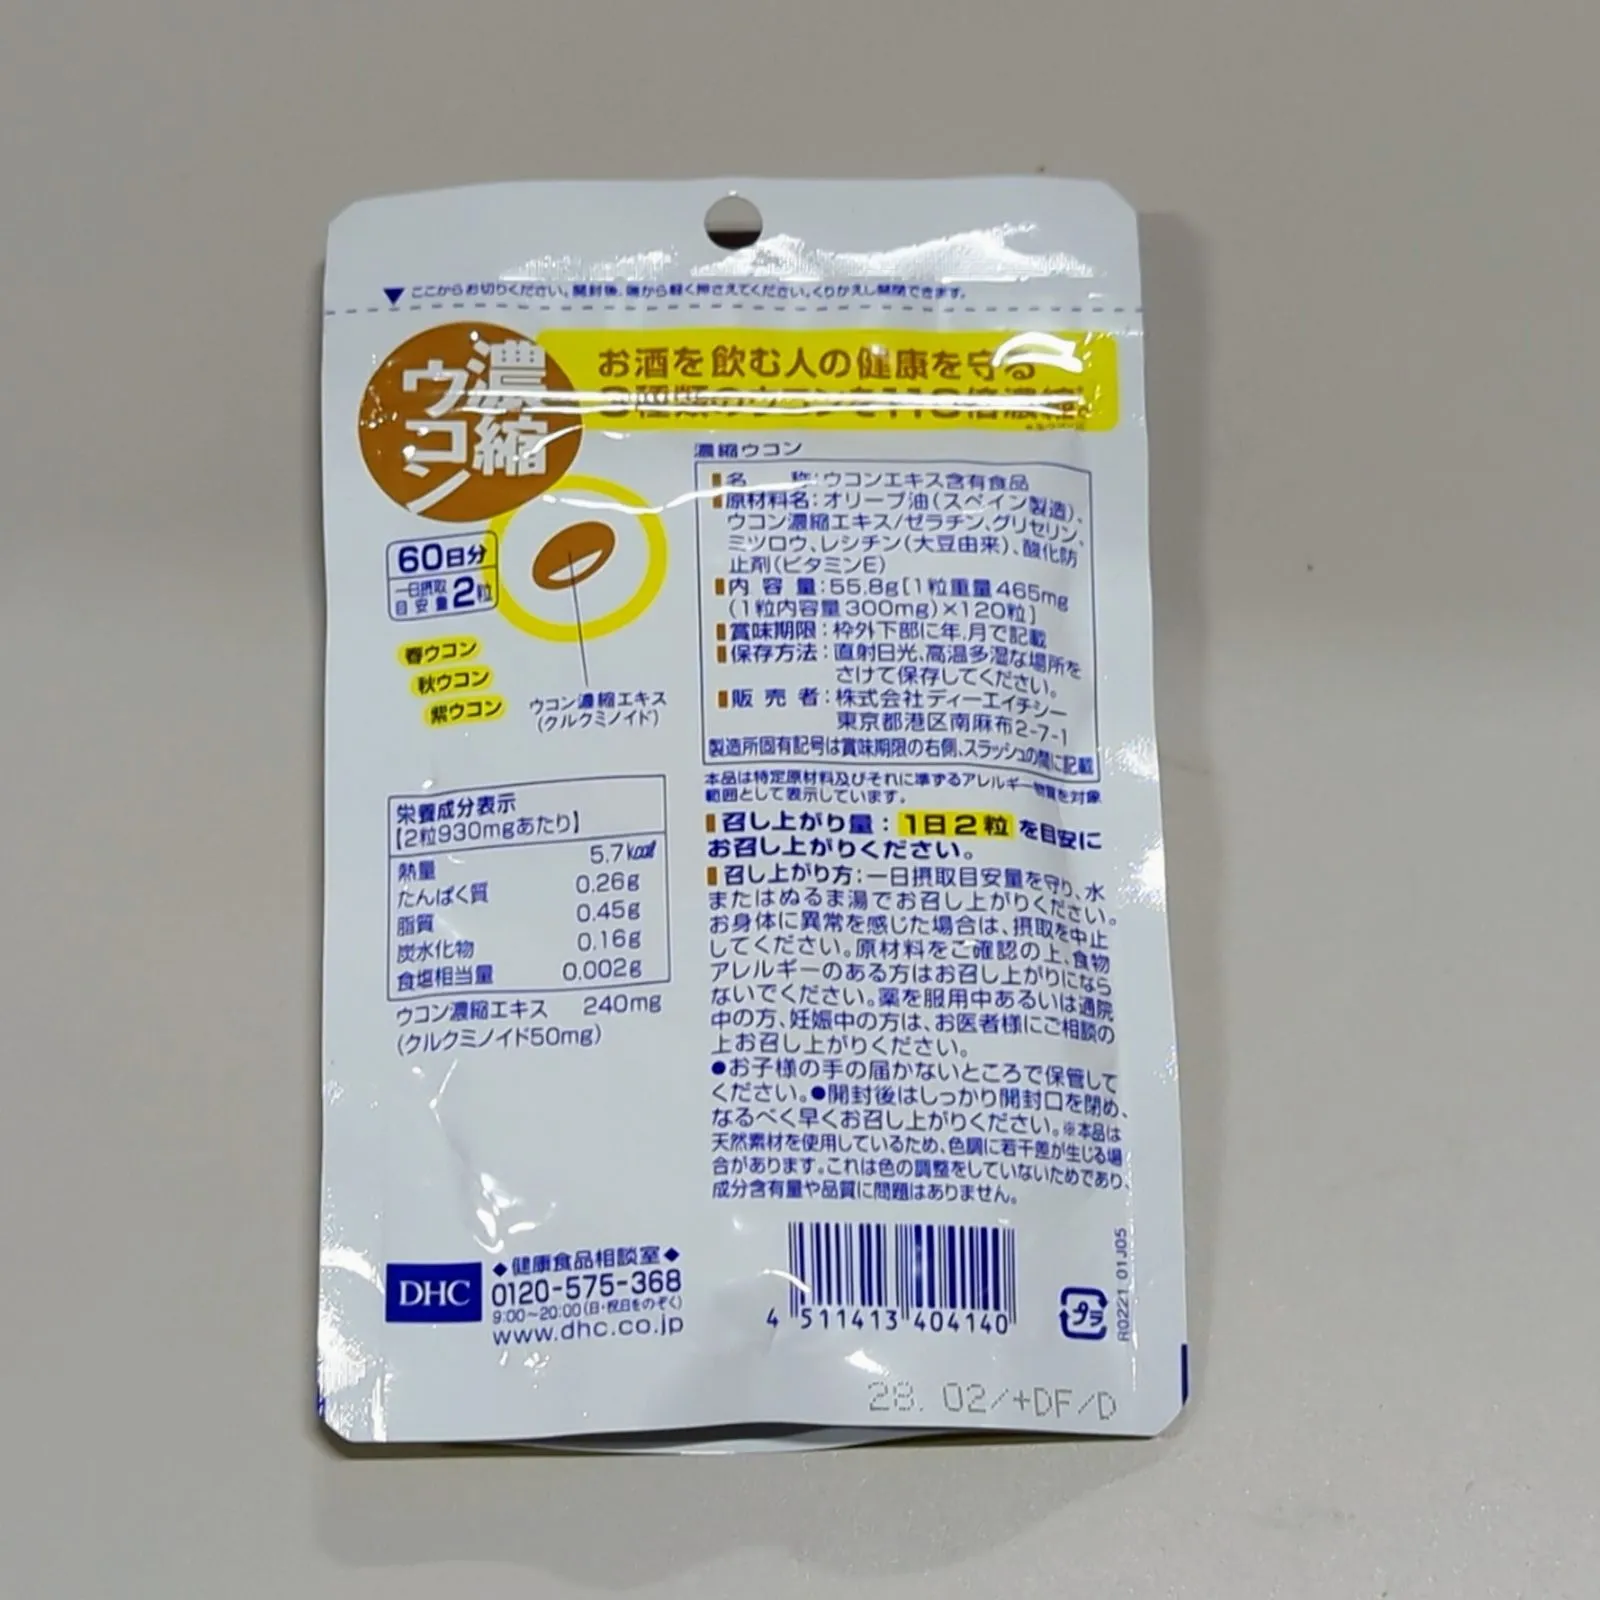 ▼ここからお切りください。開封後、端から軽く押さえてください。くりかえし開閉できます。
濃縮
ウコン
お酒を飲む人の健康を守る
3種類のウコンを118倍濃縮
60日分
一日摂取
目安量2粒
春ウコン
秋ウコン
紫ウコン
ウコン濃縮エキス
(クルクミノイド)
濃縮ウコン
■名　　称:ウコンエキス含有食品
■原材料名:オリーブ油(スペイン製造)、
ウコン濃縮エキス/ゼラチン、グリセリン、
ミツロウ、レシチン(大豆由来)、酸化防
止剤(ビタミンE)
■内容量:55.8g[1粒重量465mg
(1粒内容量300mg)×120粒]
■賞味期限:枠外下部に年.月で記載
■保存方法:直射日光、高温多湿な場所を
さけて保存してください。
■販売者:株式会社ディーエイチシー
東京都港区南麻布2-7-1
製造所固有記号は賞味期限の右側、スラッシュの間に記載
本品は特定原材料及びそれに準ずるアレルギー物質を対象
範囲として表示しています。
■召し上がり量:1日2粒を目安に
お召し上がりください。
■召し上がり方:一日摂取目安量を守り、水
またはぬるま湯でお召し上がりください。
お身体に異常を感じた場合は、摂取を中止
してください。原材料をご確認の上、食物
アレルギーのある方はお召し上がりになら
ないでください。薬を服用中あるいは通院
中の方、妊娠中の方は、お医者様にご相談の
上お召し上がりください。
●お子様の手の届かないところで保管して
ください。●開封後はしっかり開封口を閉め、
なるべく早くお召し上がりください。※本品は
天然素材を使用しているため、色調に若干差が生じる場
合があります。これは色の調整をしていないためであり、
成分含有量や品質に問題はありません。
栄養成分表示
【2粒930mgあたり】
熱量 5.7kcal
たんぱく質 0.26g
脂質 0.45g
炭水化物 0.16g
食塩相当量 0.002g
ウコン濃縮エキス 240mg
(クルクミノイド50mg)
DHC
◆健康食品相談室◆
0120-575-368
9:00~20:00(日・祝日をのぞく)
www.dhc.co.jp
4 511413 404140
プラ
R0221 01J05
28. 02/+DF/D